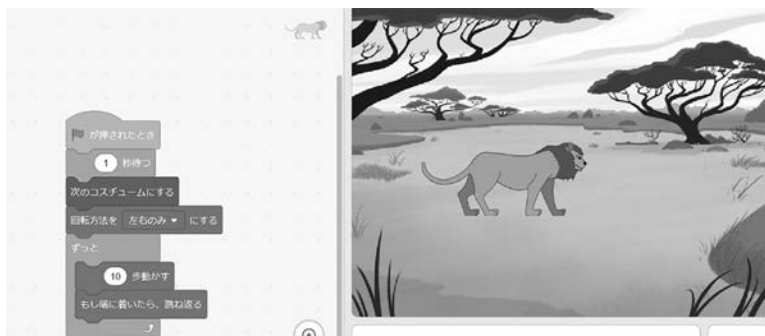 が押されたとき
1 秒待つ
次のコスチュームにする
回転方法を 左右のみ にする
ずっと
10 歩動かす
もし端に着いたら、跳ね返る